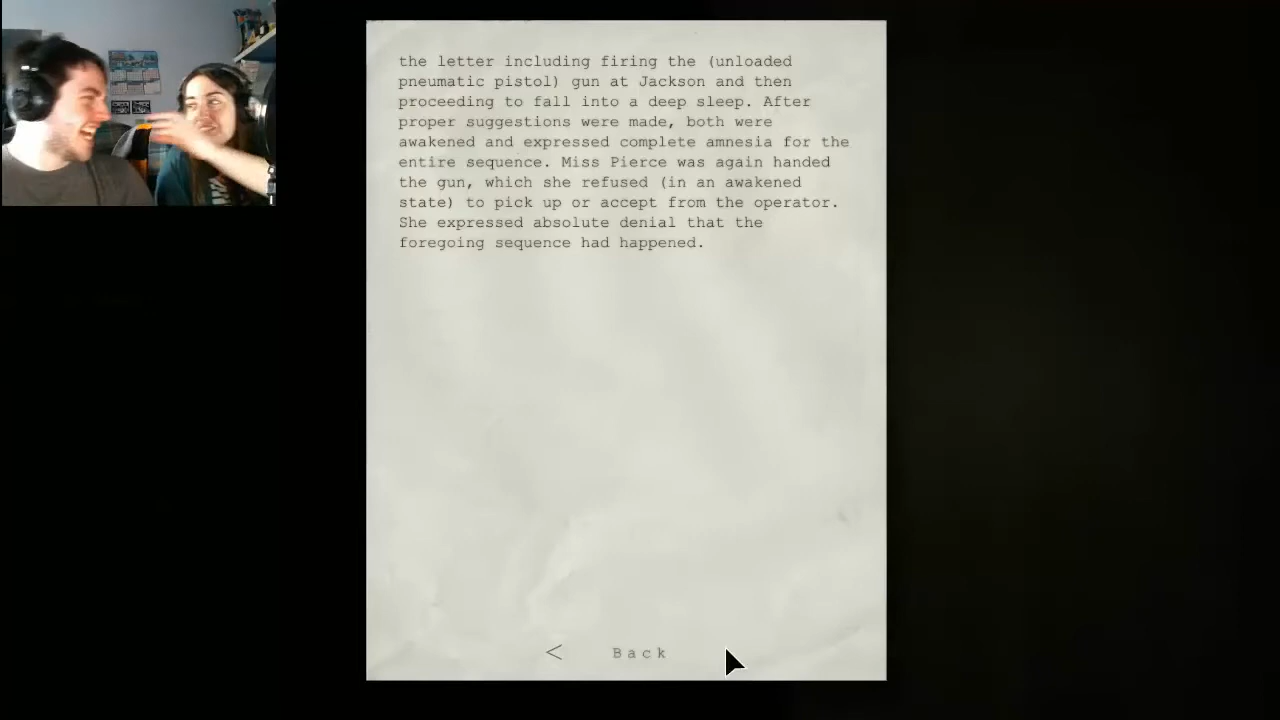 the letter including firing the (unloaded
pneumatic pistol) gun at Jackson and then
proceeding to fall into a deep sleep. After
proper suggestions were made, both were
awakened and expressed complete amnesia for the
entire sequence. Miss Pierce was again handed
the gun, which she refused (in an awakened
state) to pick up or accept from the operator.
She expressed absolute denial that the
foregoing sequence had happened.
< Back